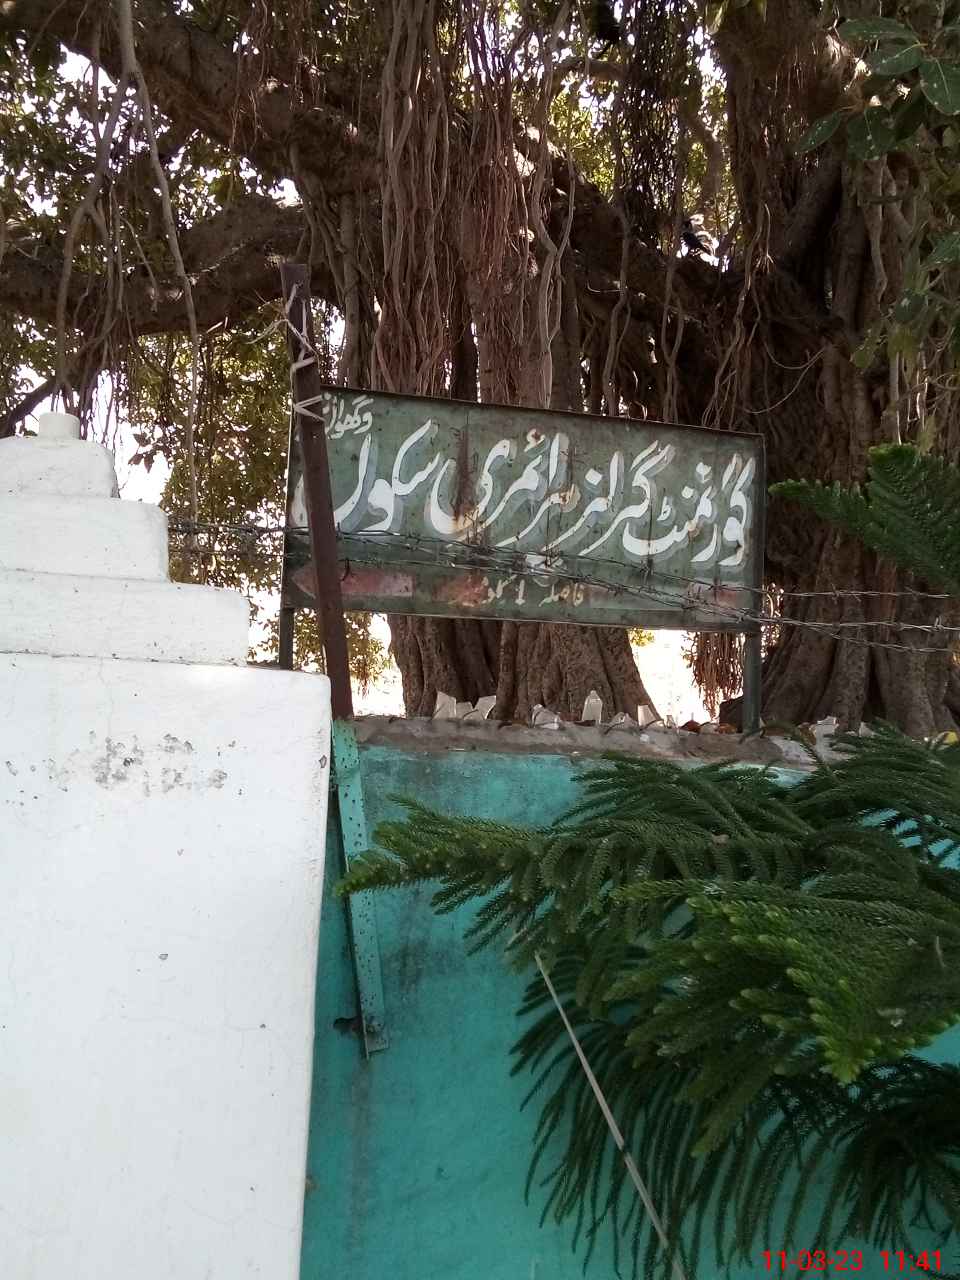 گورنمنٹ گرلز پرائمری سکول
فاصلہ 1
11-03-23 11:41